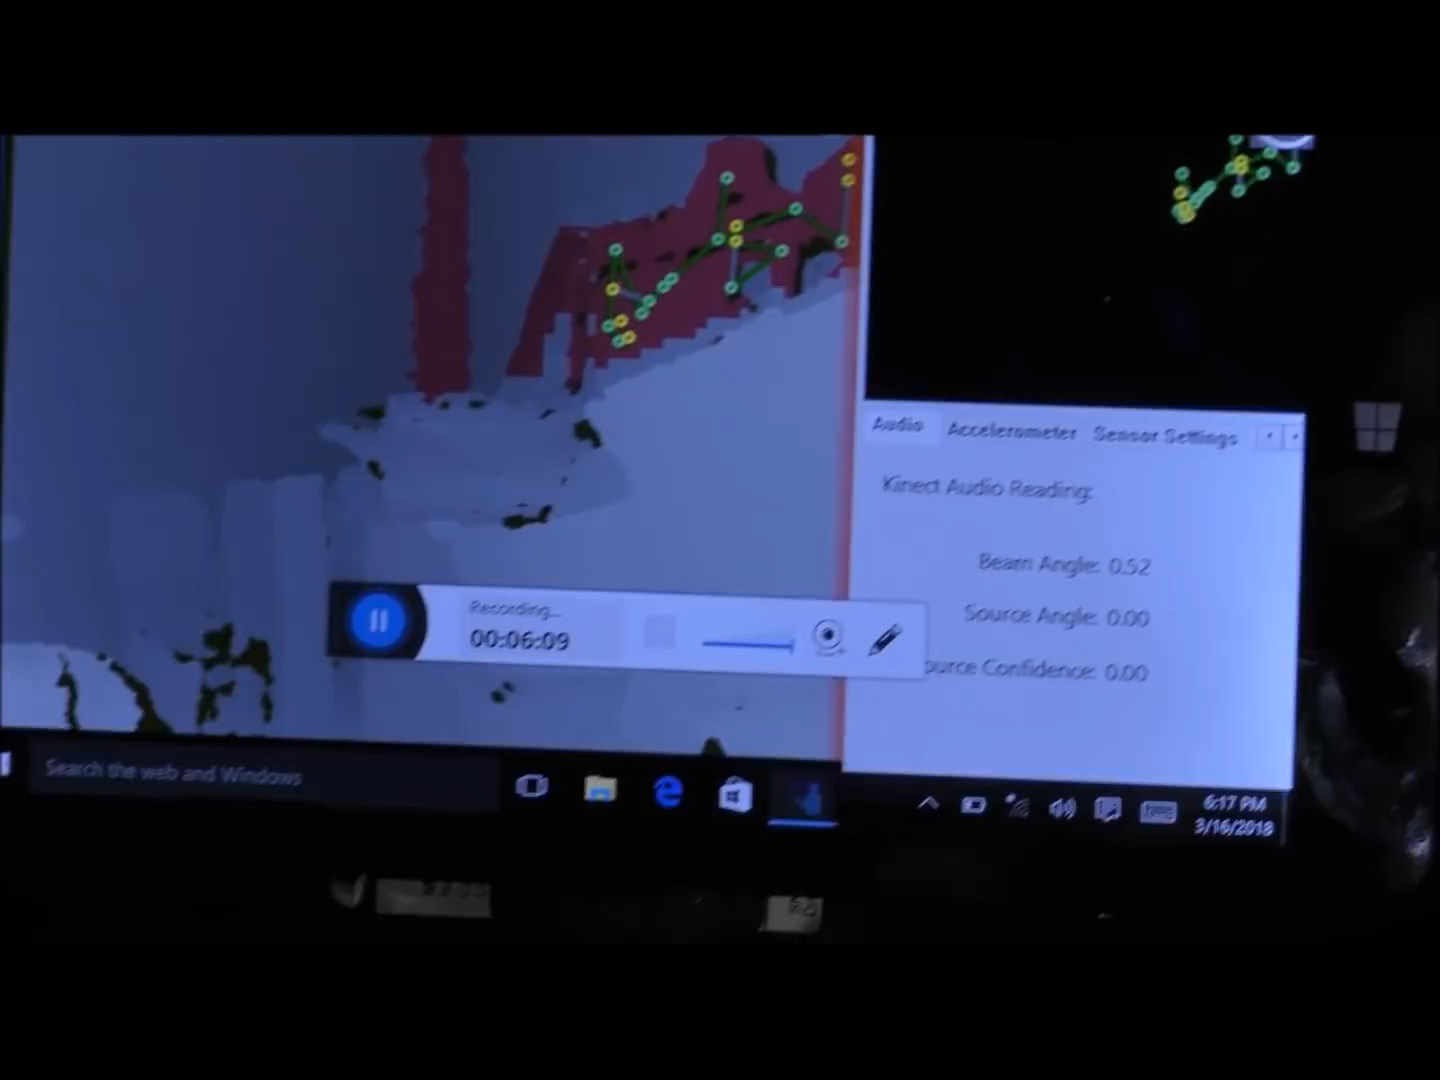 Audio Accelerometer Sensor Settings
Kinect Audio Reading:
Beam Angle: 0.52
Source Angle: 0.00
ource Confidence: 0.00
Recording...
00:06:09
Search the web and Windows
6:17 PM
3/16/2018